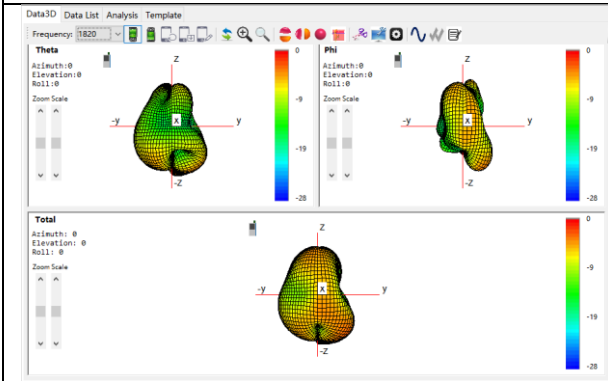 Data3D Data List Analysis Template
Frequency: 1820
Theta
Azimuth:0
Elevation:0
Roll:0
Zoom Scale
Z
-y
x
y
-Z
0
-9
-19
-28
Phi
Azimuth:0
Elevation:0
Roll:0
Zoom Scale
Z
-y
x
y
-Z
0
-9
-19
-28
Total
Azimuth: 0
Elevation: 0
Roll: 0
Zoom Scale
Z
-y
x
y
-Z
0
-9
-19
-28